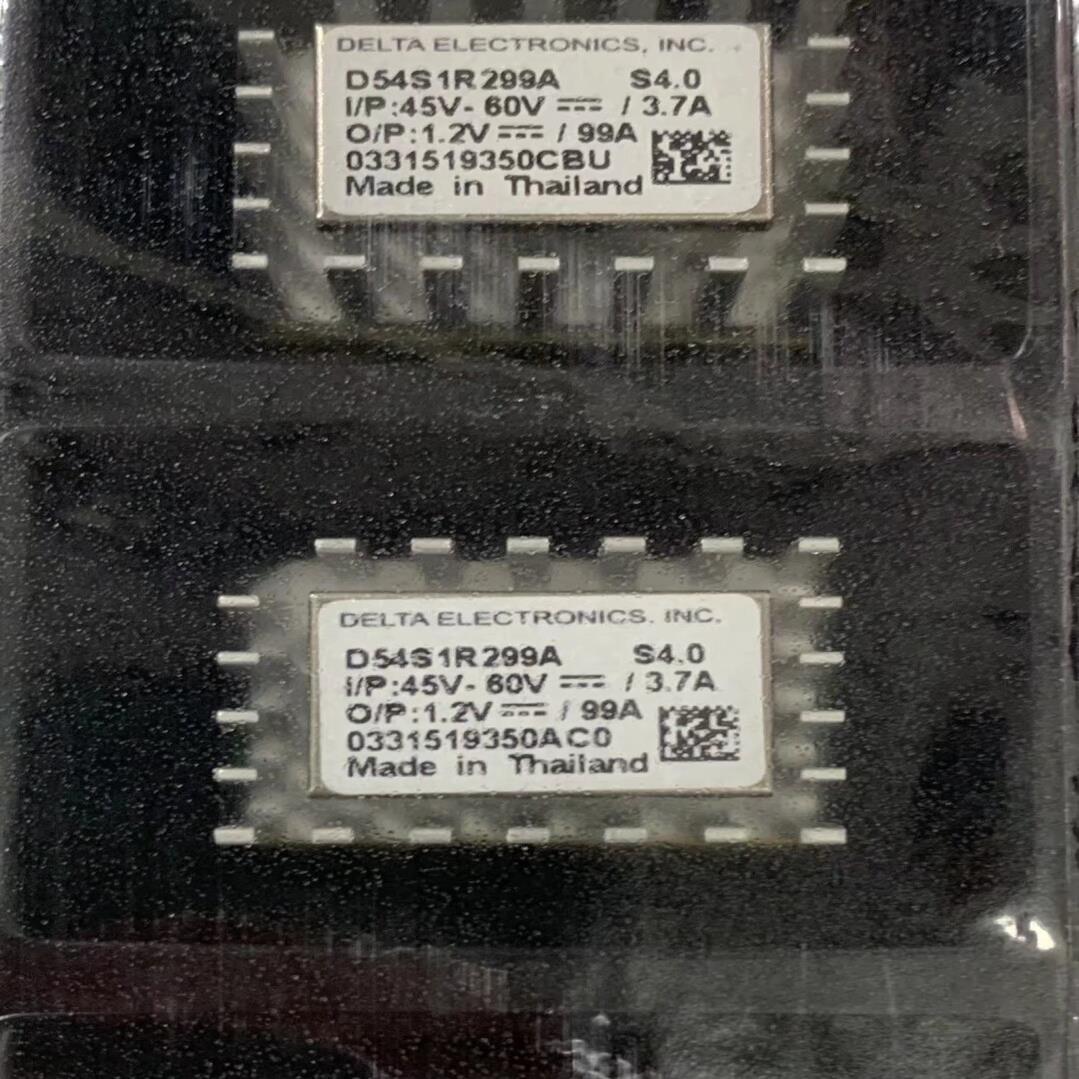 DELTA ELECTRONICS, INC.
D54S1R299A S4.0
I/P:45V- 60V ⎓ / 3.7A
O/P:1.2V ⎓ / 99A
0331519350CBU
Made in Thailand
DELTA ELECTRONICS, INC.
D54S1R299A S4.0
I/P:45V- 60V ⎓ / 3.7A
O/P:1.2V ⎓ / 99A
0331519350AC0
Made in Thailand